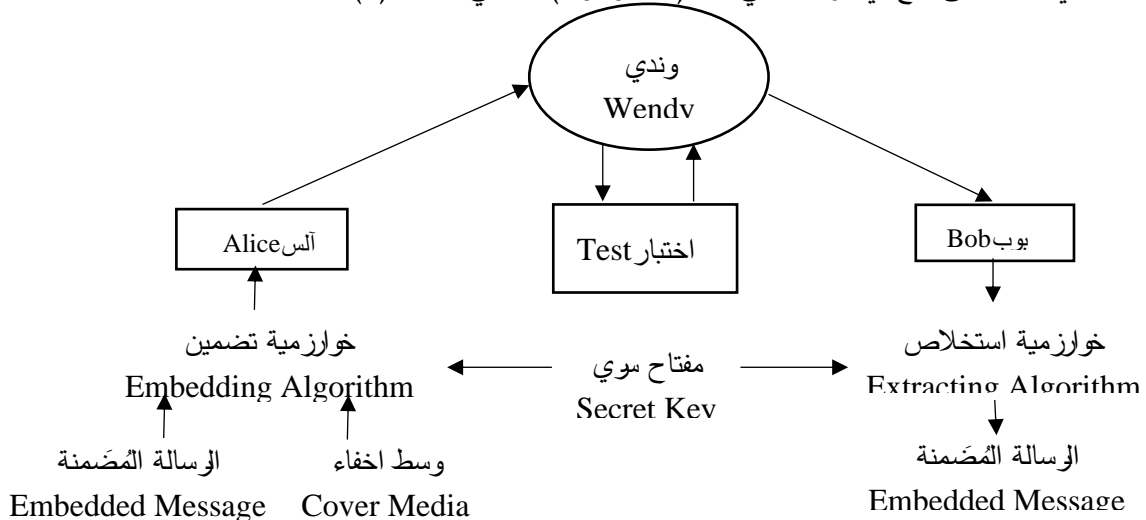 وندي
Wendy
آلس Alice
اختبار Test
بوب Bob
خوارزمية تضمين
Embedding Algorithm
مفتاح سوي
Secret Key
خوارزمية استخلاص
Extracting Algorithm
الرسالة المُضَمنة
Embedded Message
وسط اخفاء
Cover Media
الرسالة المُضَمنة
Embedded Message